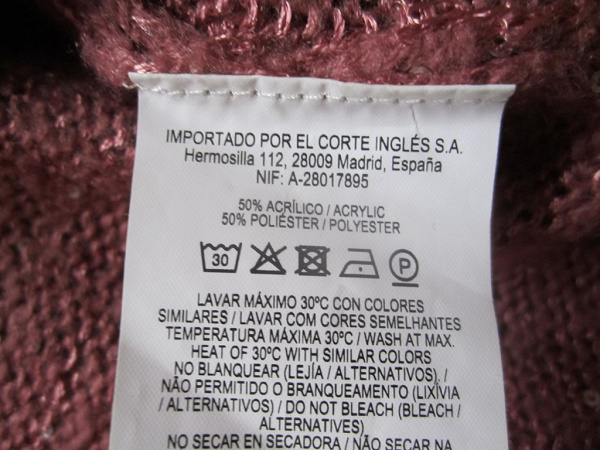 IMPORTADO POR EL CORTE INGLÉS S.A.
Hermosilla 112, 28009 Madrid, España
NIF: A-28017895
50% ACRÍLICO / ACRYLIC
50% POLIÉSTER / POLYESTER
30 P
LAVAR MÁXIMO 30ºC CON COLORES
SIMILARES / LAVAR COM CORES SEMELHANTES
TEMPERATURA MÁXIMA 30ºC / WASH AT MAX.
HEAT OF 30ºC WITH SIMILAR COLORS
NO BLANQUEAR (LEJÍA / ALTERNATIVOS) /
NÃO PERMITIDO O BRANQUEAMENTO (LIXÍVIA
/ ALTERNATIVOS) / DO NOT BLEACH (BLEACH /
ALTERNATIVES)
NO SECAR EN SECADORA / NÃO SECAR NA